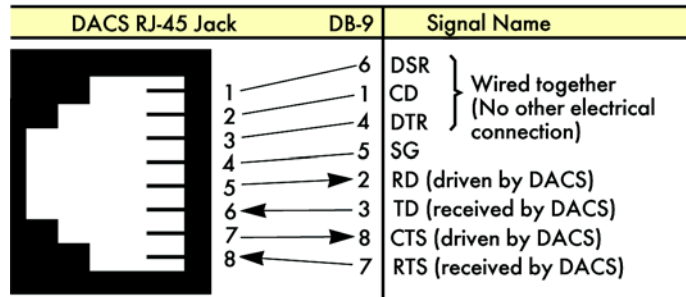 DACS RJ-45 Jack DB-9 Signal Name
1 6 DSR
2 1 CD
3 4 DTR
Wired together
(No other electrical
connection)
4 5 SG
5 2 RD (driven by DACS)
6 3 TD (received by DACS)
7 8 CTS (driven by DACS)
8 7 RTS (received by DACS)